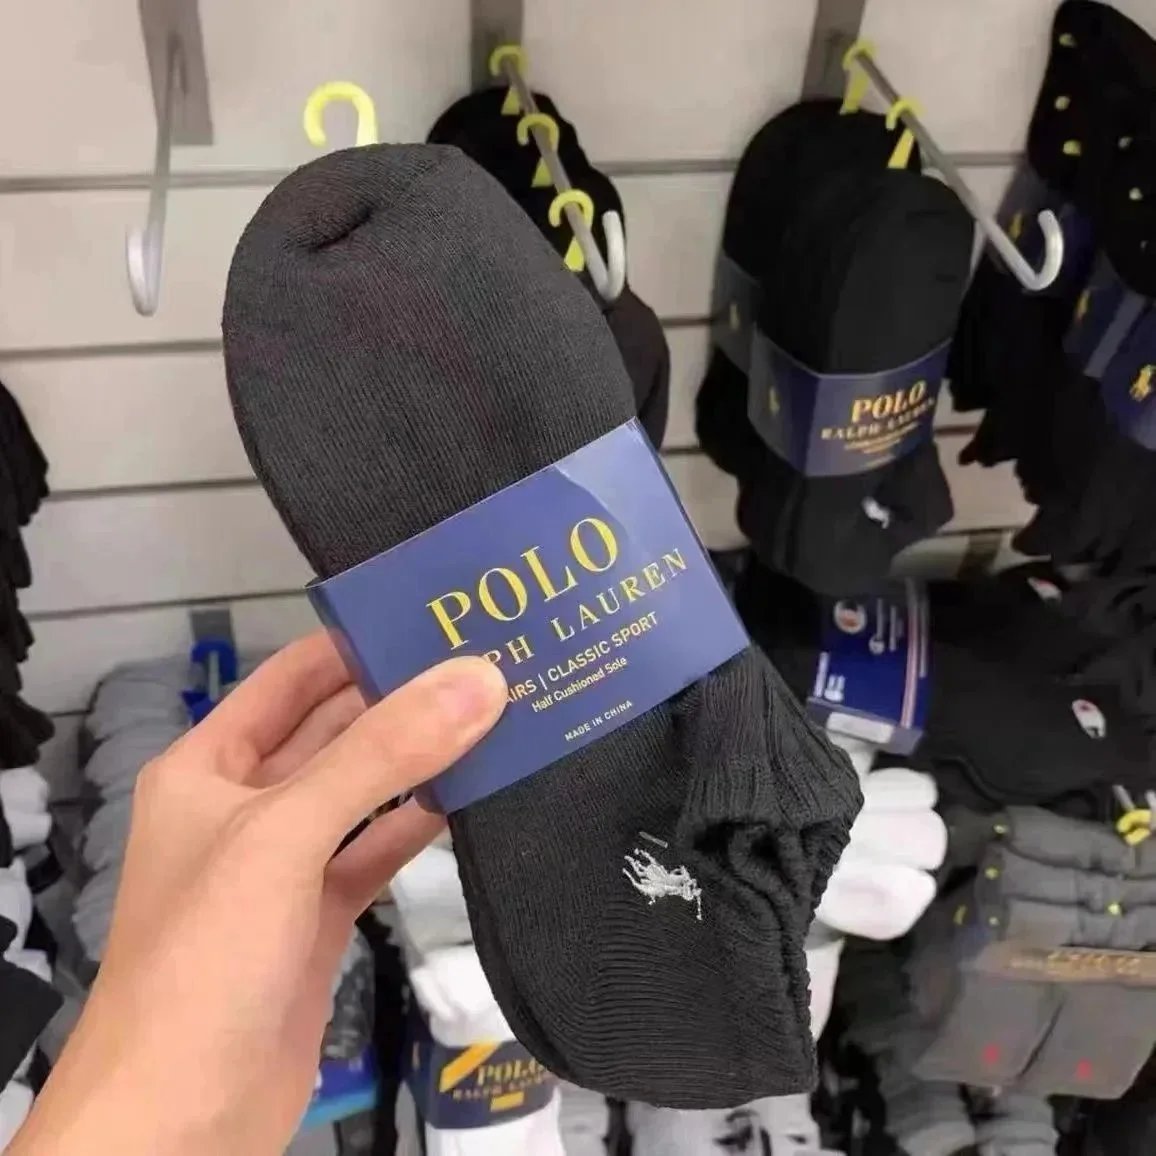 POLO
PH LAUREN
AIRS | CLASSIC SPORT
Half Cushioned Sole
MADE IN CHINA
POLO
RALPH LAUREN
POLO
RALPH LAUREN